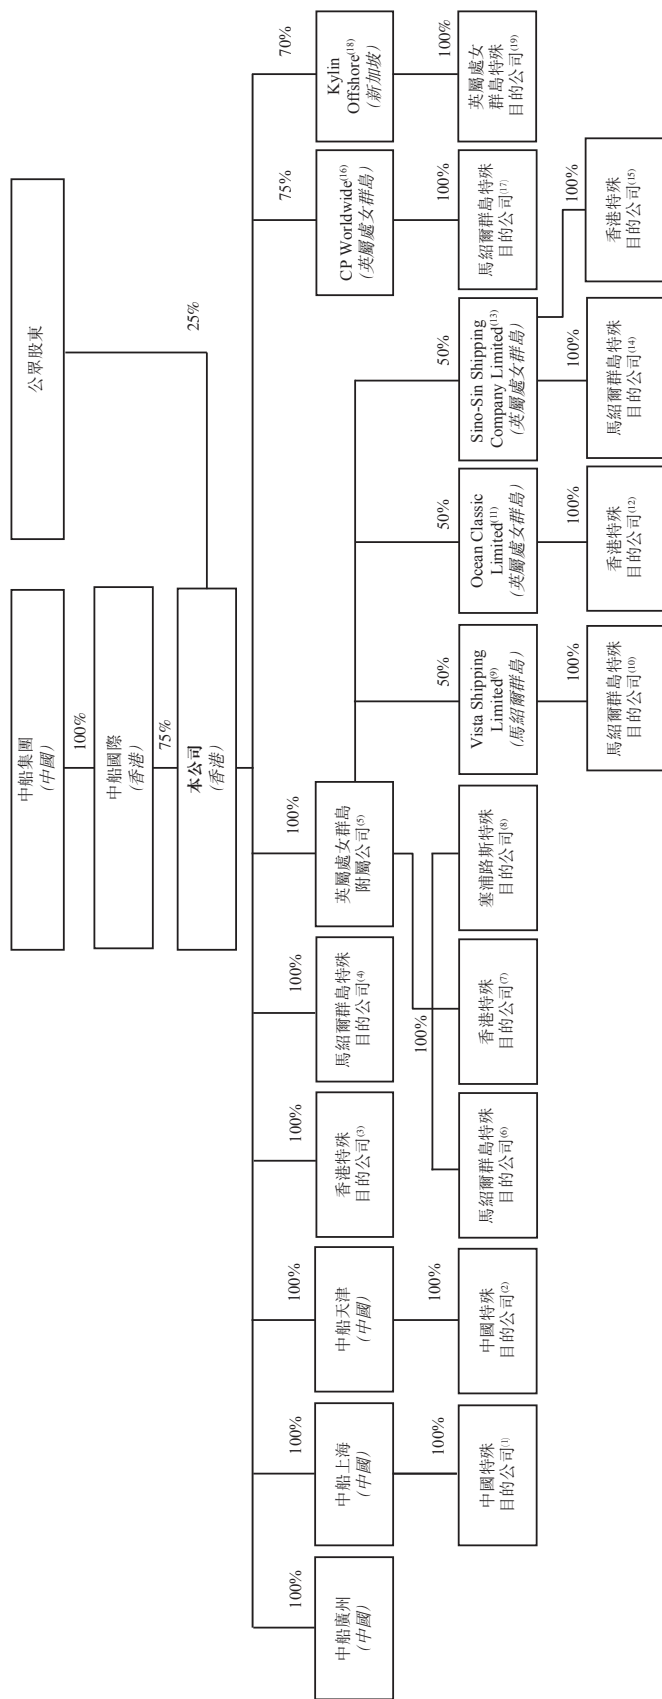 中船集團
(中國)
公眾股東
100%
中船國際
(香港)
75%
25%
本公司
(香港)
100%
100%
100%
100%
100%
100%
75%
70%
中船廣州
(中國)
中船上海
(中國)
中船天津
(中國)
香港特殊
目的公司(3)
馬紹爾群島特殊
目的公司(4)
英屬處女群島
附屬公司(5)
CP Worldwide(16)
(英屬處女群島)
Kylin
Offshore(18)
(新加坡)
100%
100%
100%
50%
50%
50%
100%
100%
中國特殊
目的公司(1)
中國特殊
目的公司(2)
馬紹爾群島特殊
目的公司(6)
香港特殊
目的公司(7)
塞浦路斯特殊
目的公司(8)
Vista Shipping
Limited(9)
(馬紹爾群島)
Ocean Classic
Limited(11)
(英屬處女群島)
Sino-Sin Shipping
Company Limited(13)
(英屬處女群島)
馬紹爾群島特殊
目的公司(17)
英屬處女
群島特殊
目的公司(19)
100%
100%
100%
100%
馬紹爾群島特殊
目的公司(10)
香港特殊
目的公司(12)
馬紹爾群島特殊
目的公司(14)
香港特殊
目的公司(15)